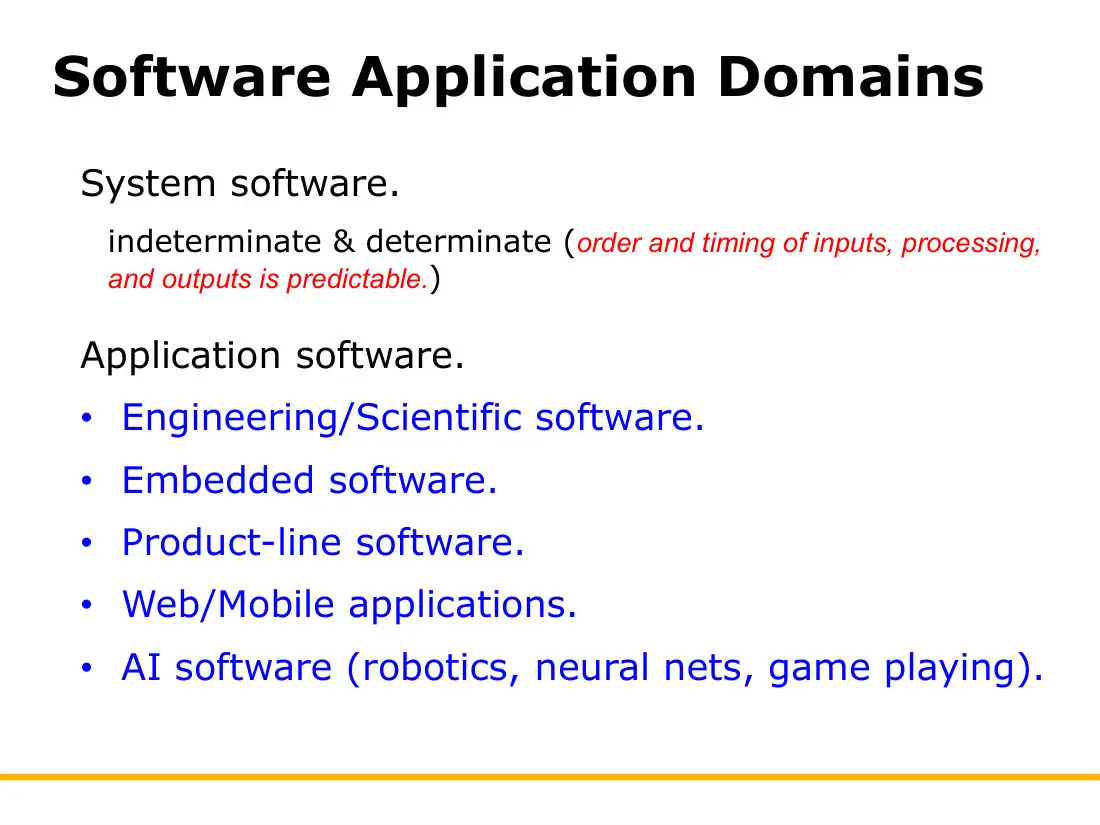 Software Application Domains
System software.
indeterminate & determinate (order and timing of inputs, processing,
and outputs is predictable.)
Application software.
• Engineering/Scientific software.
• Embedded software.
• Product-line software.
• Web/Mobile applications.
• AI software (robotics, neural nets, game playing).